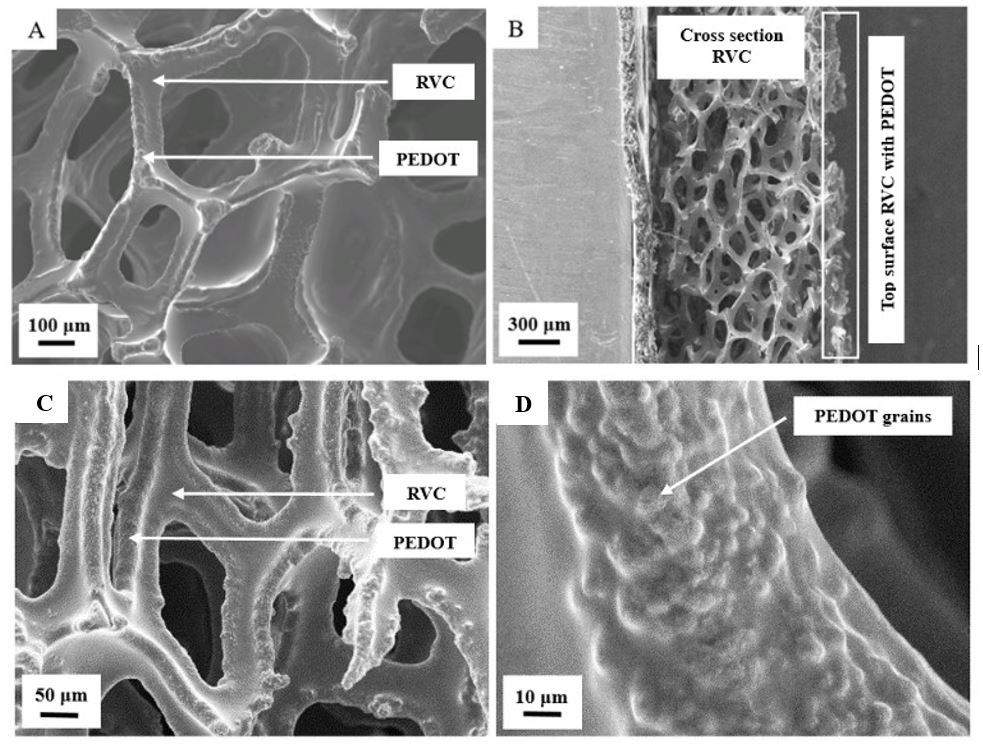 A
RVC
PEDOT
100 µm
B
Cross section
RVC
Top surface RVC with PEDOT
300 µm
C
RVC
PEDOT
50 µm
D
PEDOT grains
10 µm